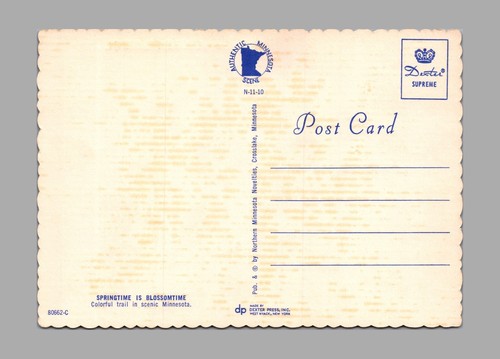 AUTHENTIC MINNESOTA
SCENE
N-11-10
Dexter®
SUPREME
Post Card
Pub. & © by Northern Minnesota Novelties, Crosslake, Minnesota
SPRINGTIME IS BLOSSOMTIME
Colorful trail in scenic Minnesota.
80662-C
dp
MADE BY
DEXTER PRESS, INC.
WEST NYACK, NEW YORK